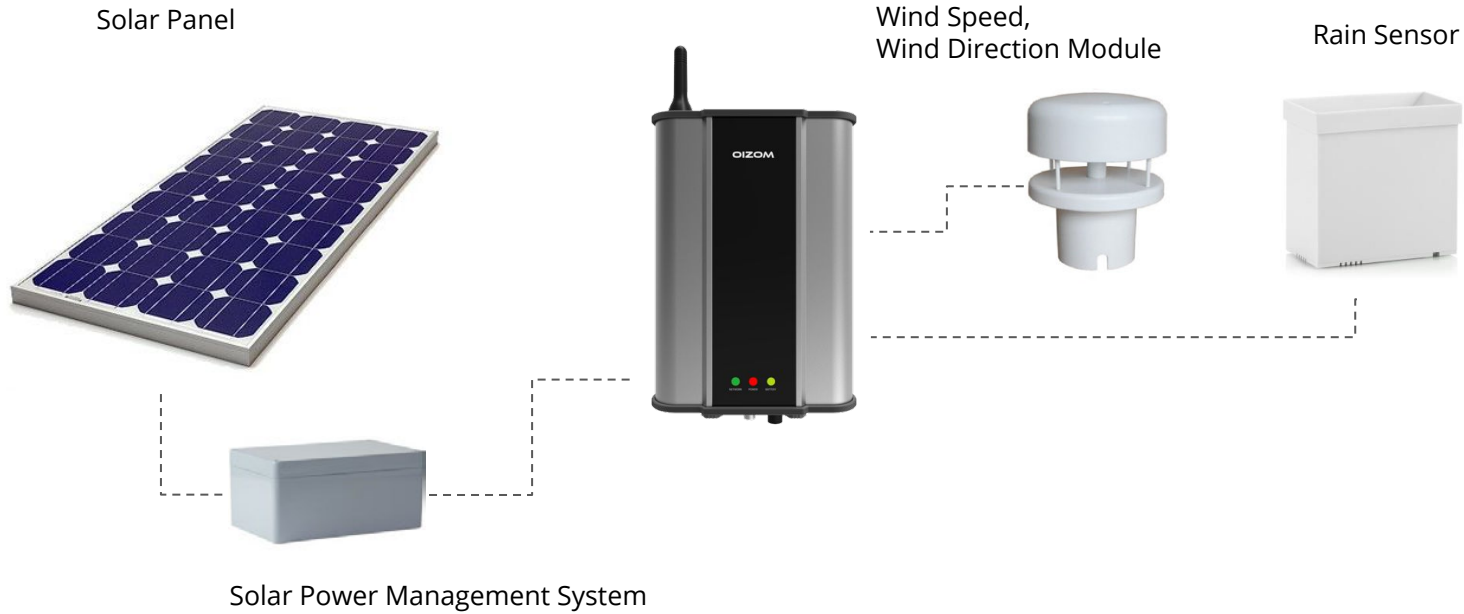 Solar Panel
Wind Speed,
Wind Direction Module
Rain Sensor
OIZOM
Solar Power Management System